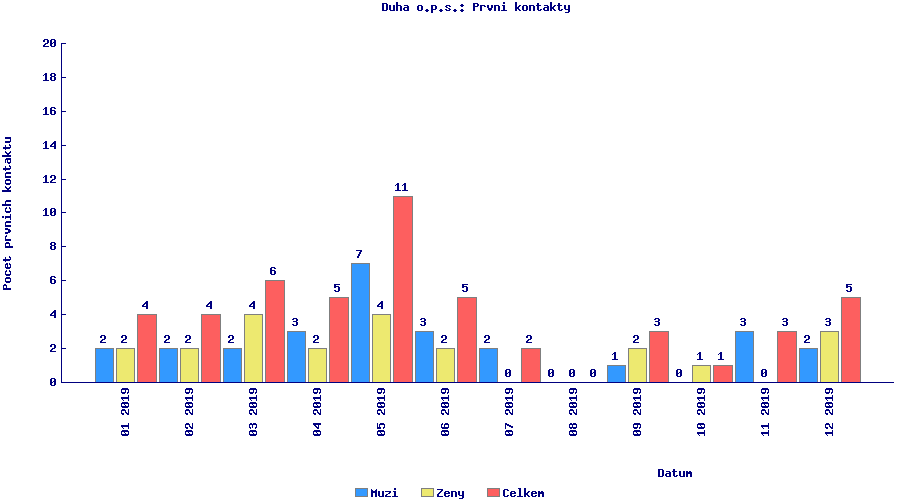 Duha o.p.s.: Prvni kontakty
Pocet prvnich kontaktu
20
18
16
14
12
10
8
6
4
2
0
2 2 4
2 2 4
2 4 6
3 2 5
7 4 11
3 2 5
2 0 2
0 0 0
1 2 3
0 1 1
3 0 3
2 3 5
01 2019
02 2019
03 2019
04 2019
05 2019
06 2019
07 2019
08 2019
09 2019
10 2019
11 2019
12 2019
Datum
Muzi Zeny Celkem